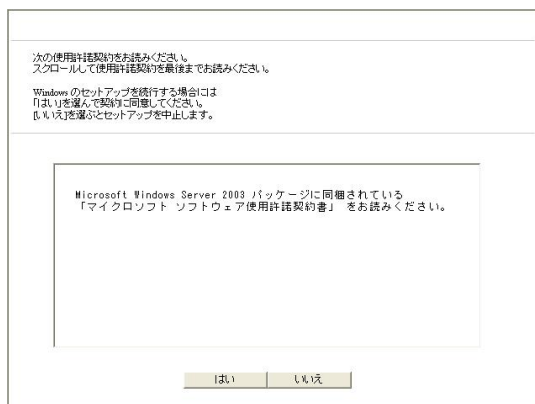 次の使用許諾契約をお読みください。
スクロールして使用許諾契約を最後までお読みください。
Windows のセットアップを続行する場合には
「はい」を選んで契約に同意してください。
[いいえ]を選ぶとセットアップを中止します。
Microsoft Windows Server 2003 パッケージに同梱されている
「マイクロソフト ソフトウェア使用許諾契約書」 をお読みください。
はい
いいえ